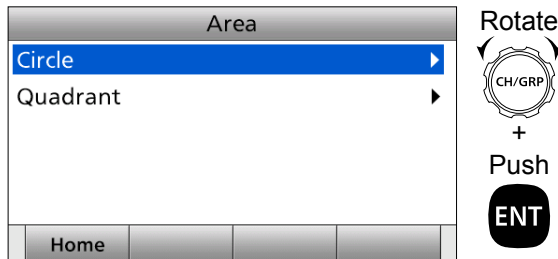 Area
Circle
Quadrant
Home
Rotate
CH/GRP
+
Push
ENT